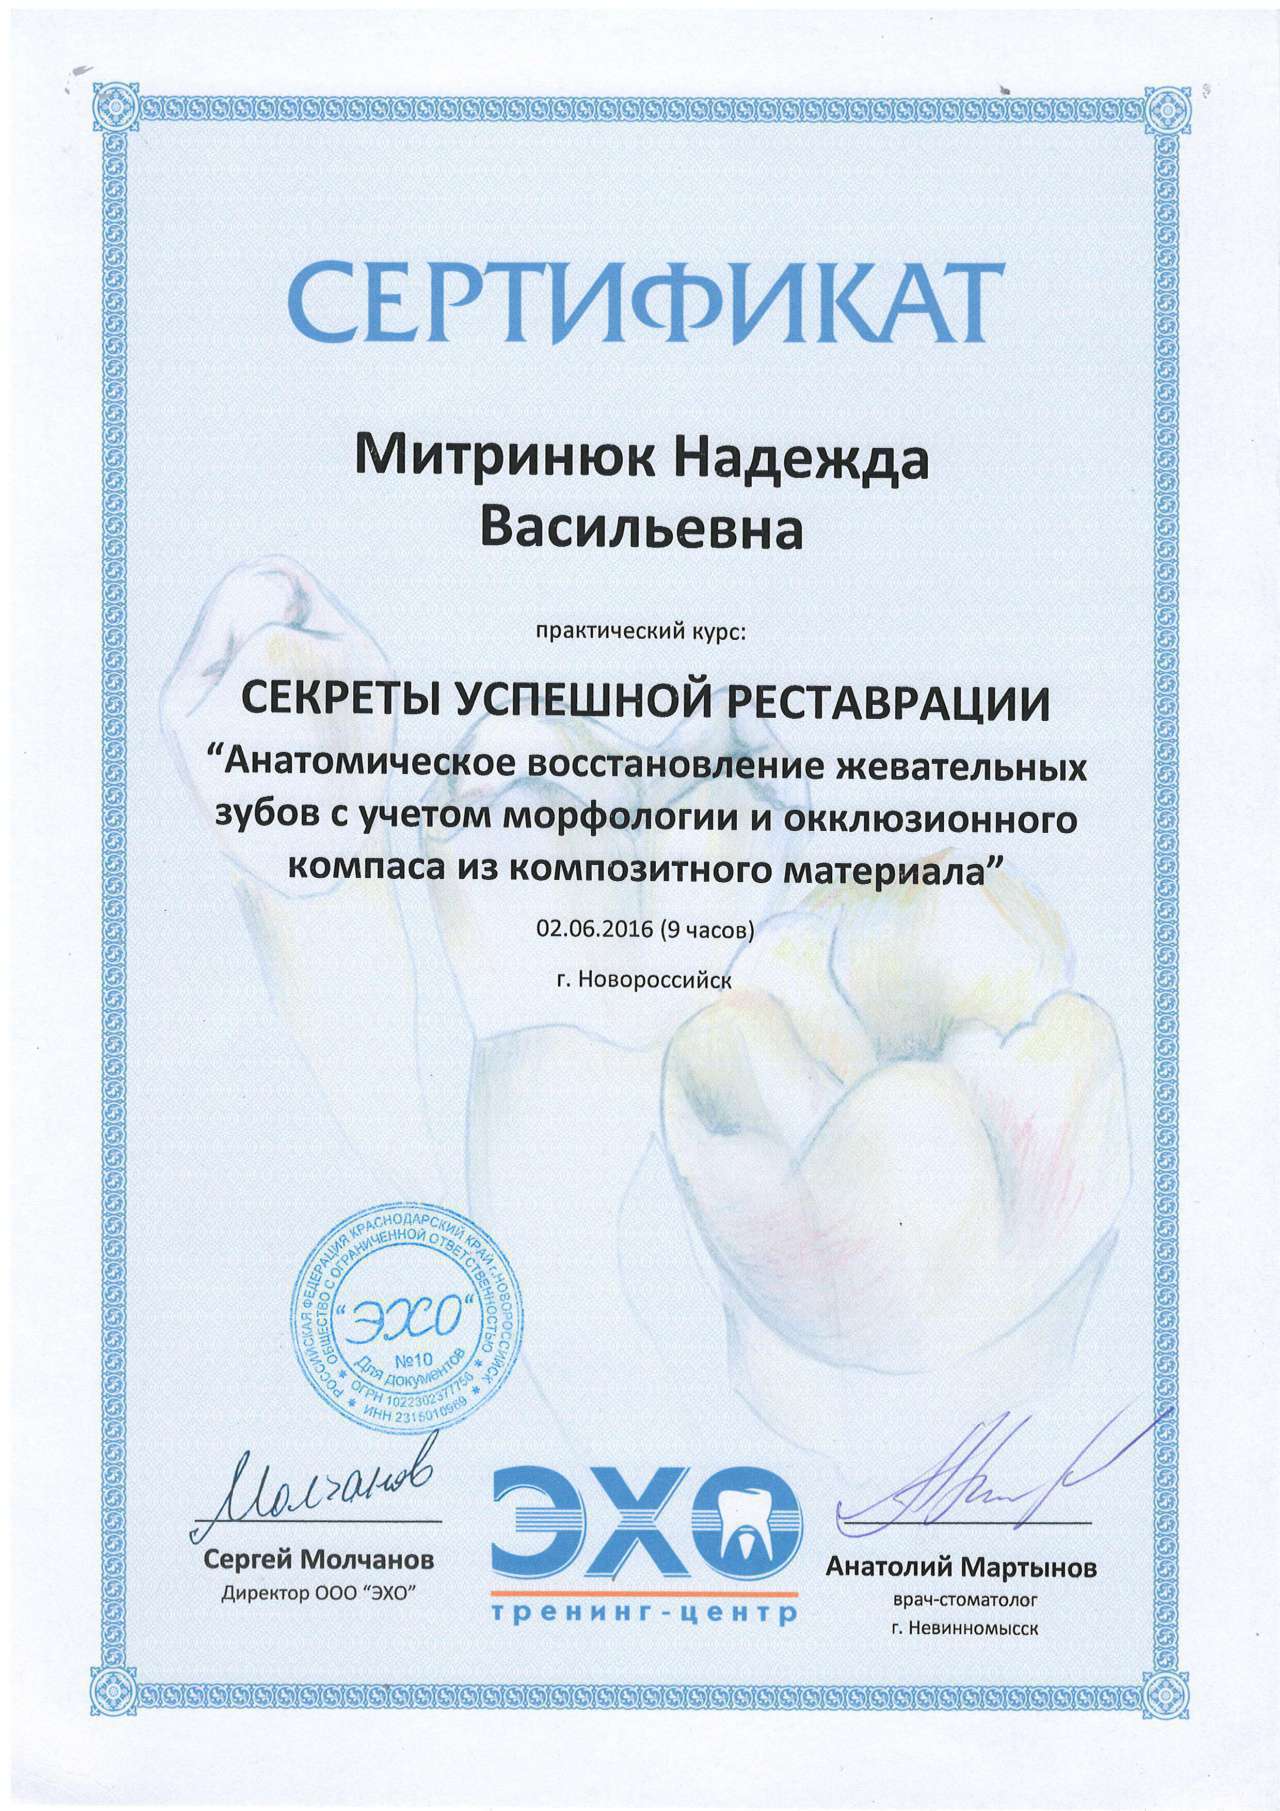 СЕРТИФИКАТ
Митринюк Надежда
Васильевна
практический курс:
СЕКРЕТЫ УСПЕШНОЙ РЕСТАВРАЦИИ
“Анатомическое восстановление жевательных
зубов с учетом морфологии и окклюзионного
компаса из композитного материала”
02.06.2016 (9 часов)
г. Новороссийск
РОССИЙСКАЯ ФЕДЕРАЦИЯ КРАСНОДАРСКИЙ КРАЙ г.НОВОРОССИЙСК
ОБЩЕСТВО С ОГРАНИЧЕННОЙ ОТВЕТСТВЕННОСТЬЮ
“ЭХО“
№10
Для документов
* ОГРН 1022302377756 *
* ИНН 2315010969 *
Молчанов
Сергей Молчанов
Директор ООО “ЭХО”
ЭХО
тренинг-центр
Анатолий Мартынов
врач-стоматолог
г. Невинномысск